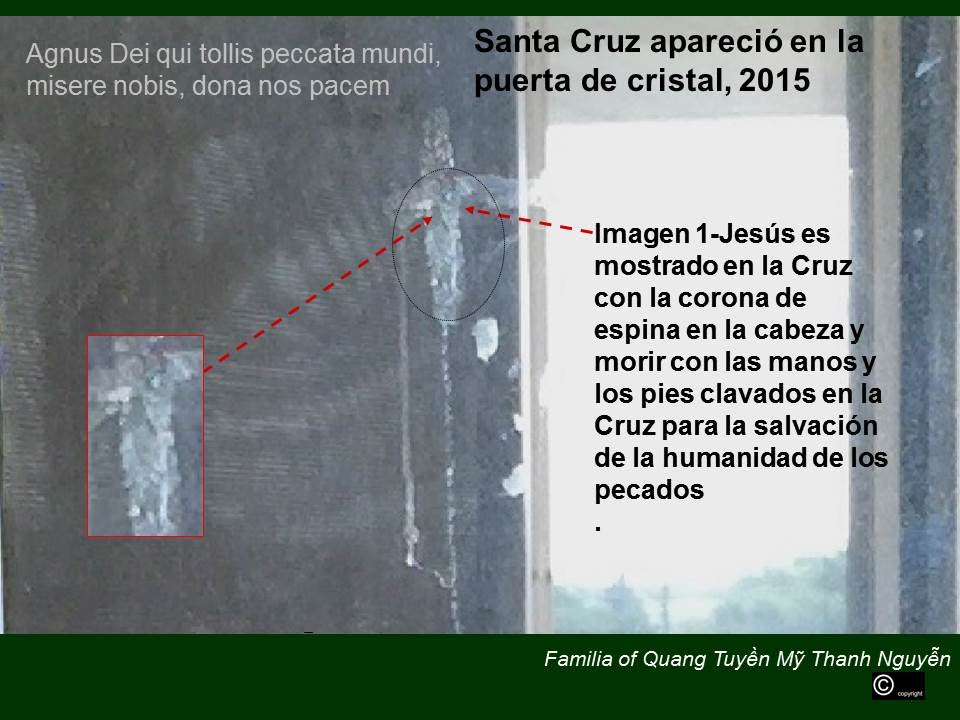 Agnus Dei qui tollis peccata mundi,
misere nobis, dona nos pacem
Santa Cruz apareció en la
puerta de cristal, 2015
Imagen 1-Jesús es
mostrado en la Cruz
con la corona de
espina en la cabeza y
morir con las manos y
los pies clavados en la
Cruz para la salvación
de la humanidad de los
pecados
.
Familia of Quang Tuyền Mỹ Thanh Nguyễn
© copyright